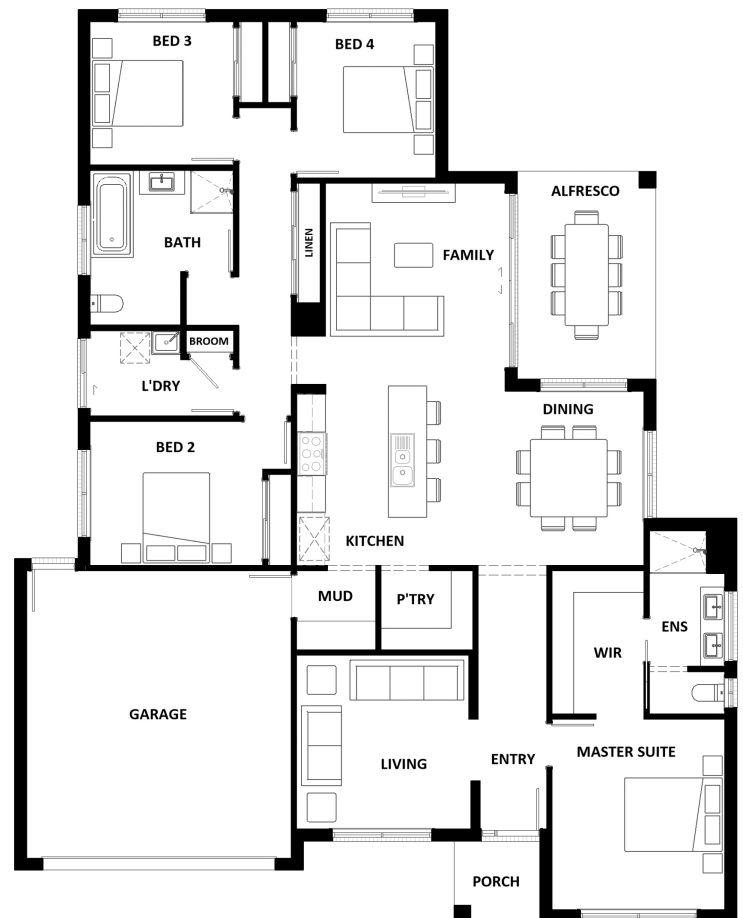 BED 3
BED 4
ALFRESCO
BATH
LINEN
FAMILY
BROOM
L'DRY
DINING
BED 2
KITCHEN
MUD
P'TRY
ENS
WIR
GARAGE
MASTER SUITE
ENTRY
LIVING
PORCH